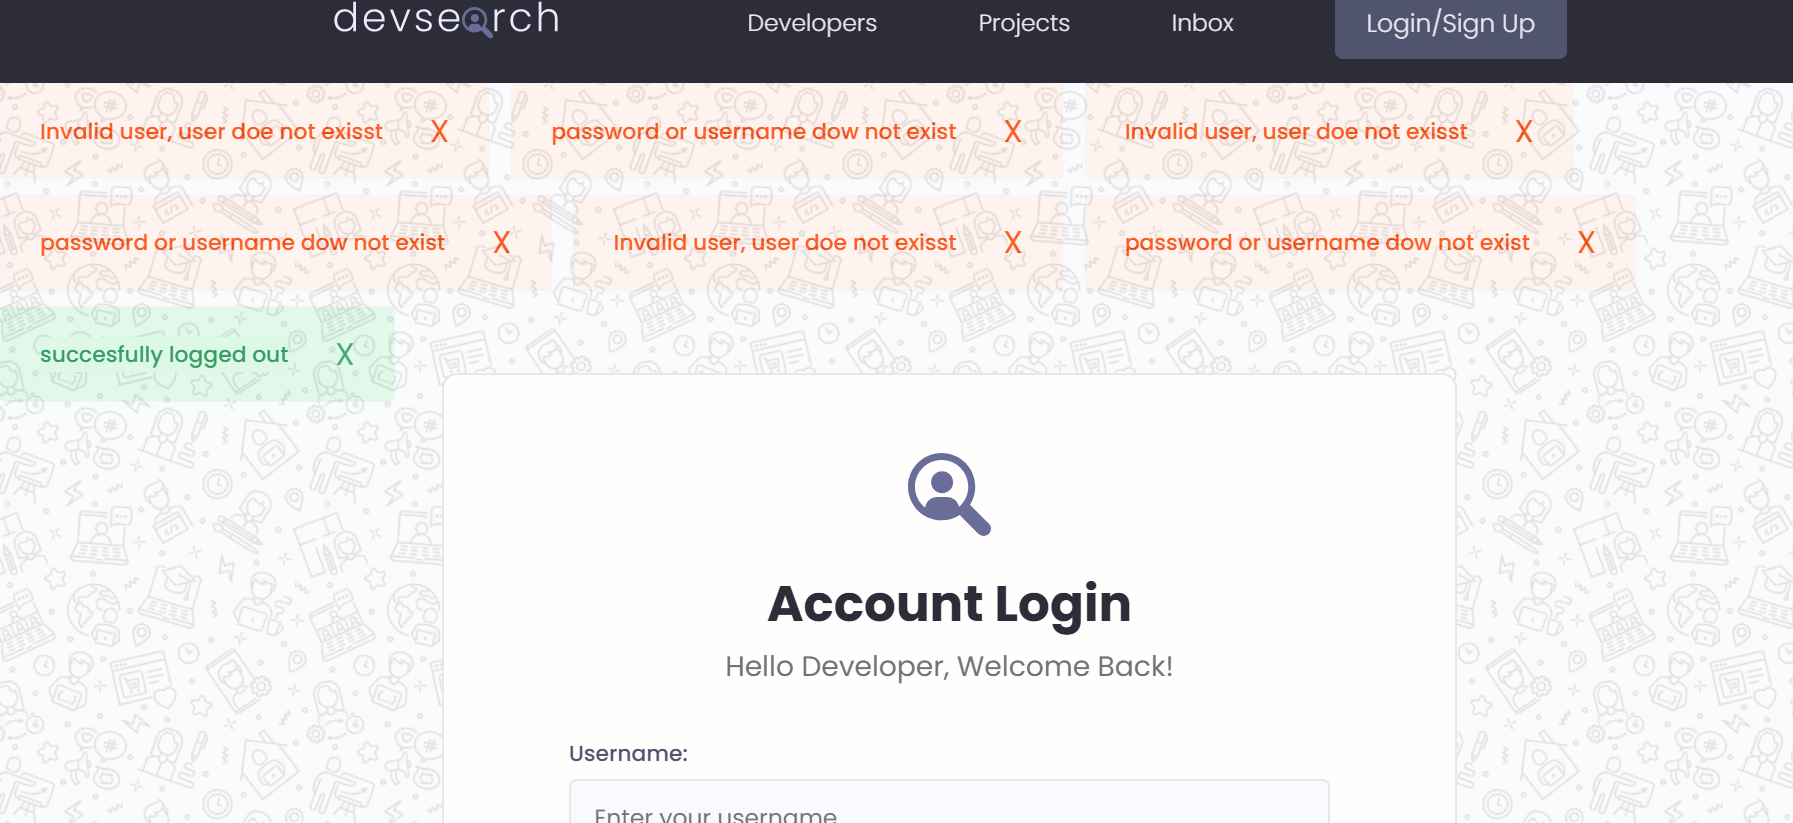 devsearch Developers Projects Inbox Login/Sign Up
Invalid user, user doe not exisst X password or username dow not exist X Invalid user, user doe not exisst X
password or username dow not exist X Invalid user, user doe not exisst X password or username dow not exist X
succesfully logged out X
Account Login
Hello Developer, Welcome Back!
Username:
Enter your username